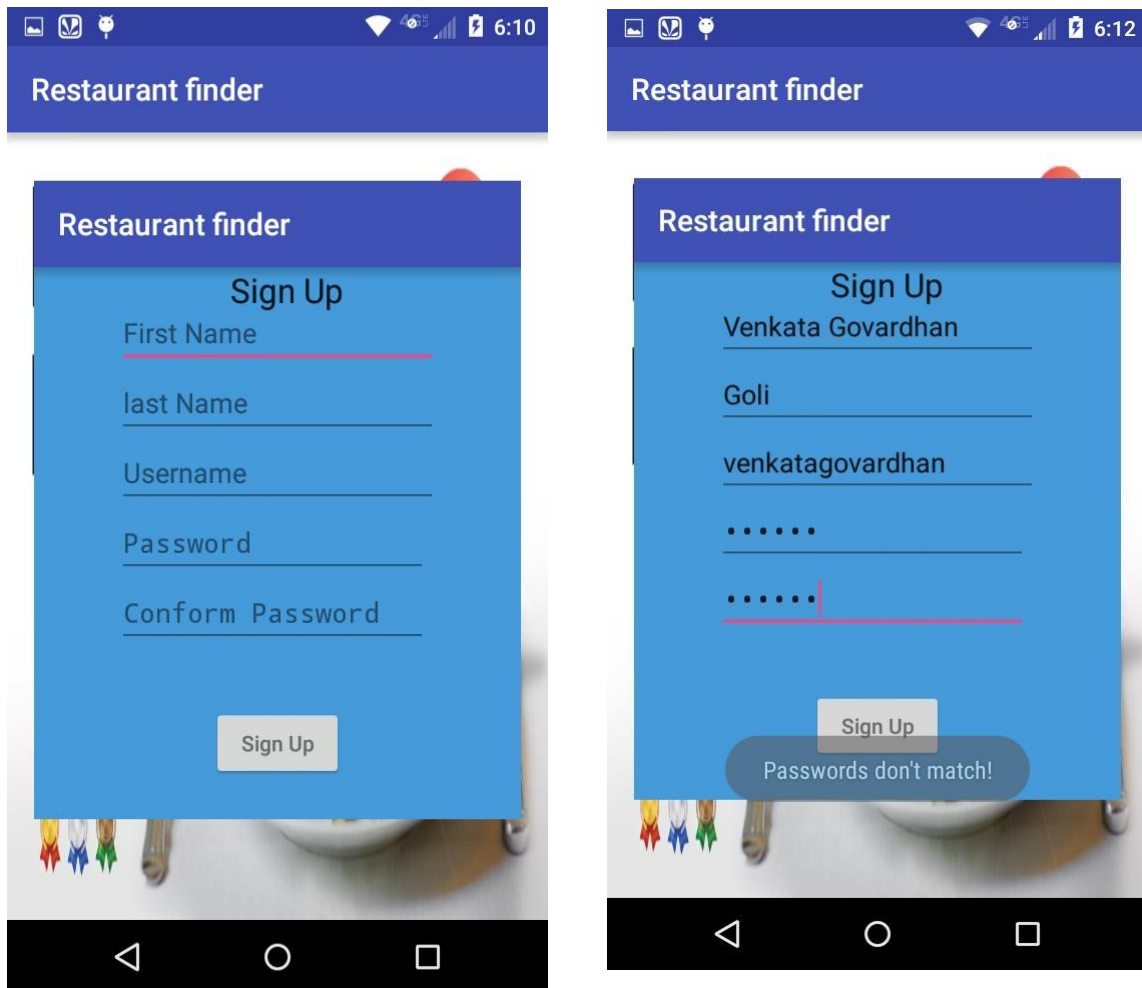 6:10
Restaurant finder
Restaurant finder
Sign Up
First Name
last Name
Username
Password
Conform Password
Sign Up
6:12
Restaurant finder
Restaurant finder
Sign Up
Venkata Govardhan
Goli
venkatagovardhan
••••••
••••••
Sign Up
Passwords don't match!